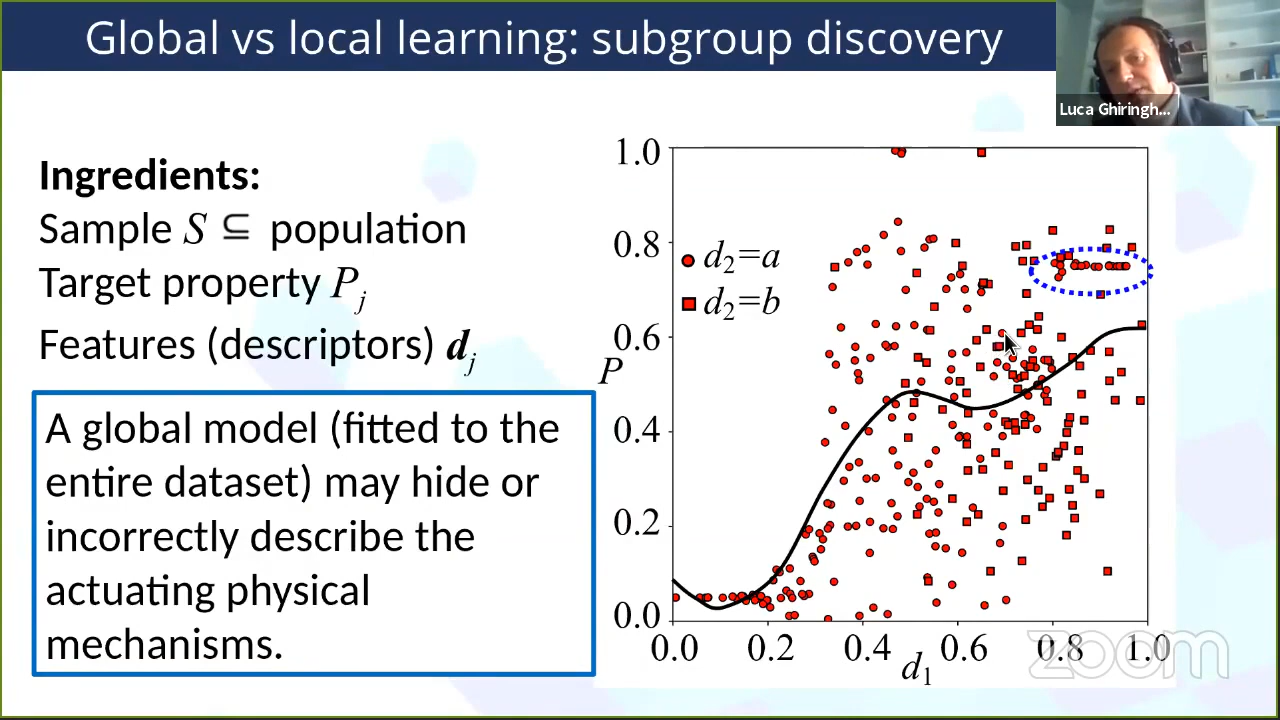 Global vs local learning: subgroup discovery
Luca Ghiringh...
Ingredients:
Sample S ⊆ population
Target property Pj
Features (descriptors) dj
A global model (fitted to the
entire dataset) may hide or
incorrectly describe the
actuating physical
mechanisms.
1.0
0.8
0.6
0.4
0.2
0.0
P
d2=a
d2=b
0.0 0.2 0.4 0.6 0.8 1.0
d1
zoom